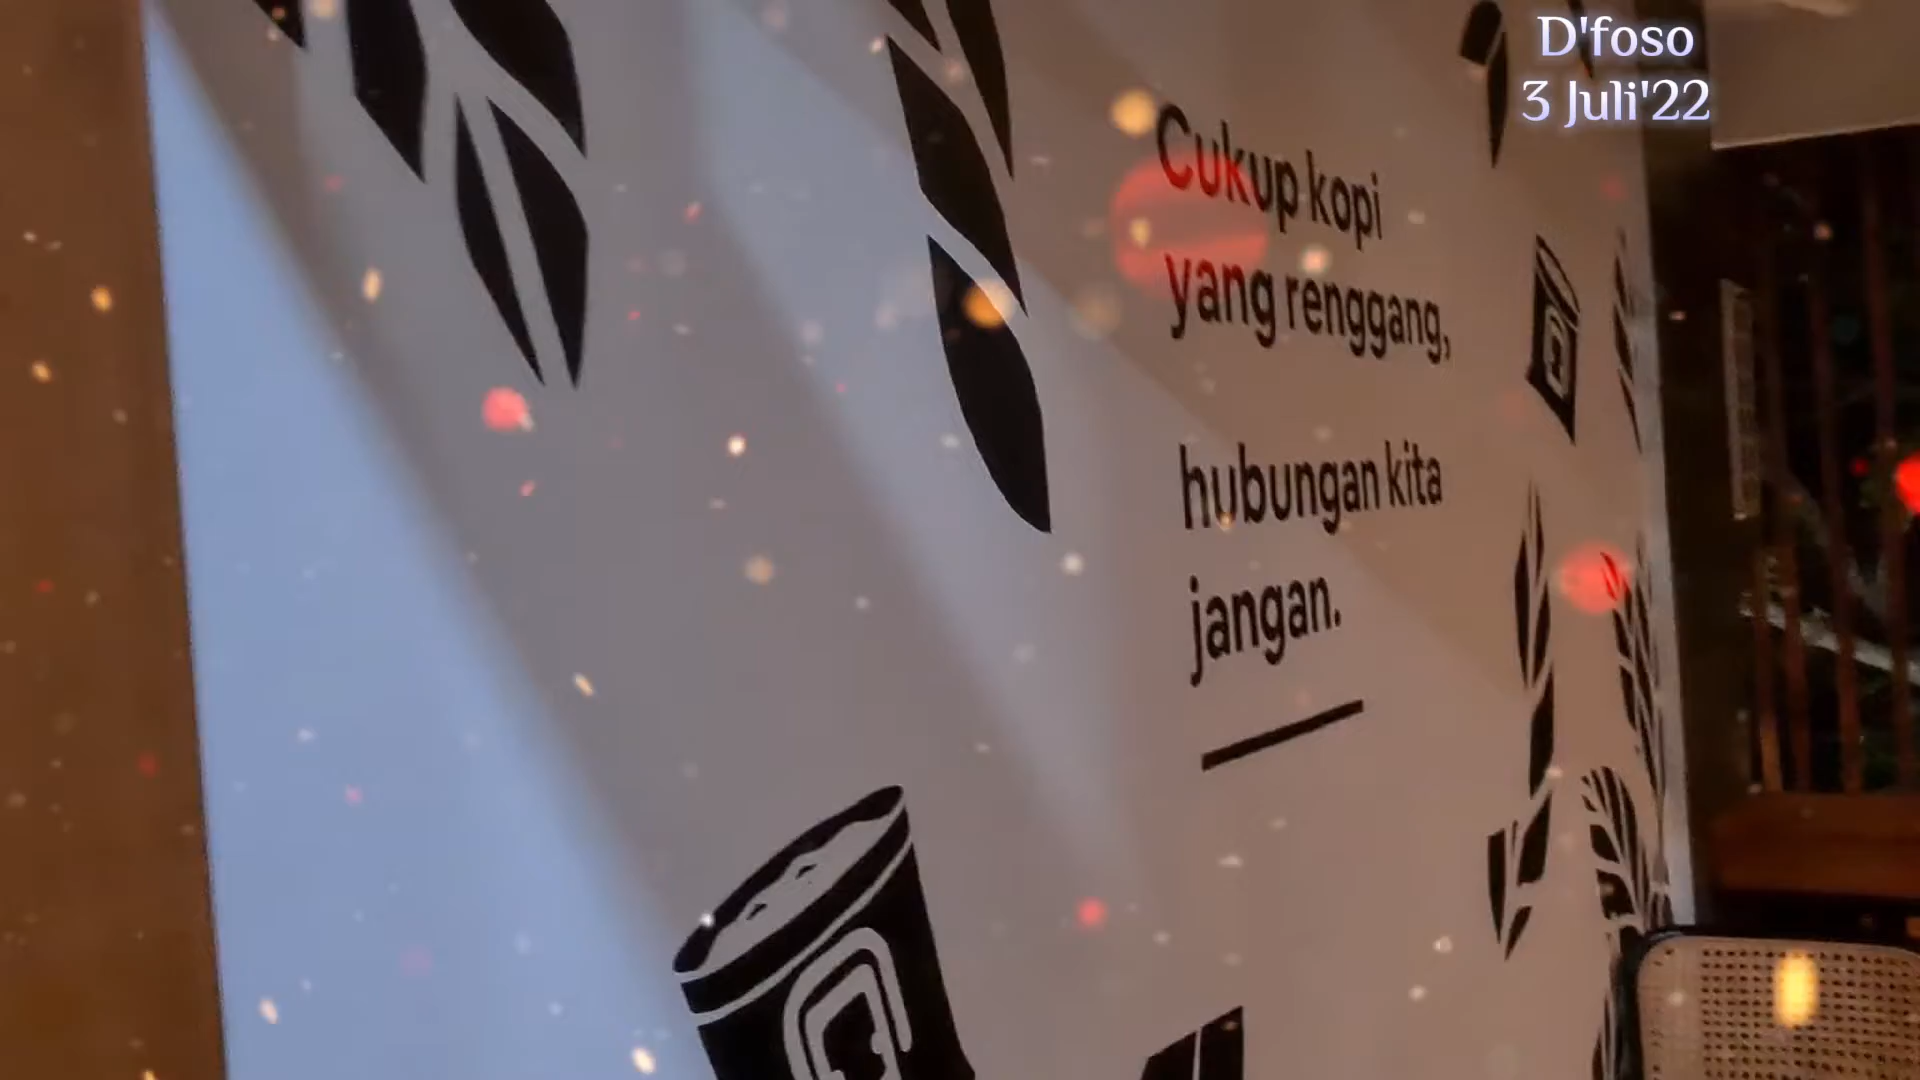 D'foso
3 Juli'22
Cukup kopi
yang renggang,
hubungan kita
jangan.